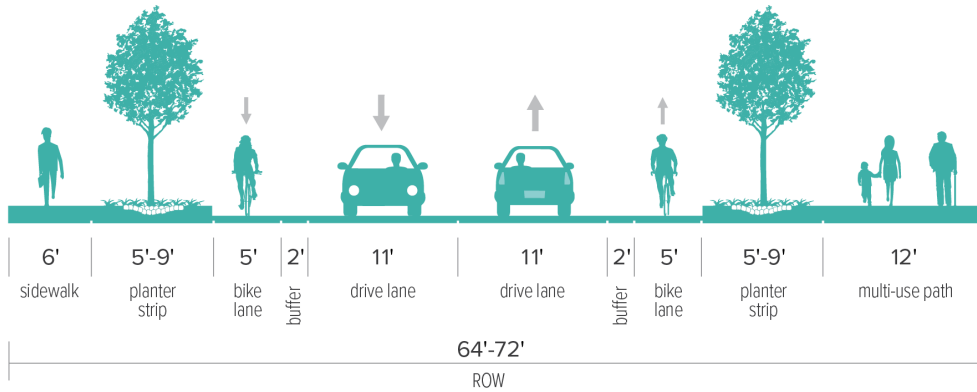 6' 5'-9' 5' 2' 11' 11' 2' 5' 5'-9' 12'
sidewalk
planter
strip
bike
lane
buffer
drive lane
drive lane
buffer
bike
lane
planter
strip
multi-use path
64'-72'
ROW